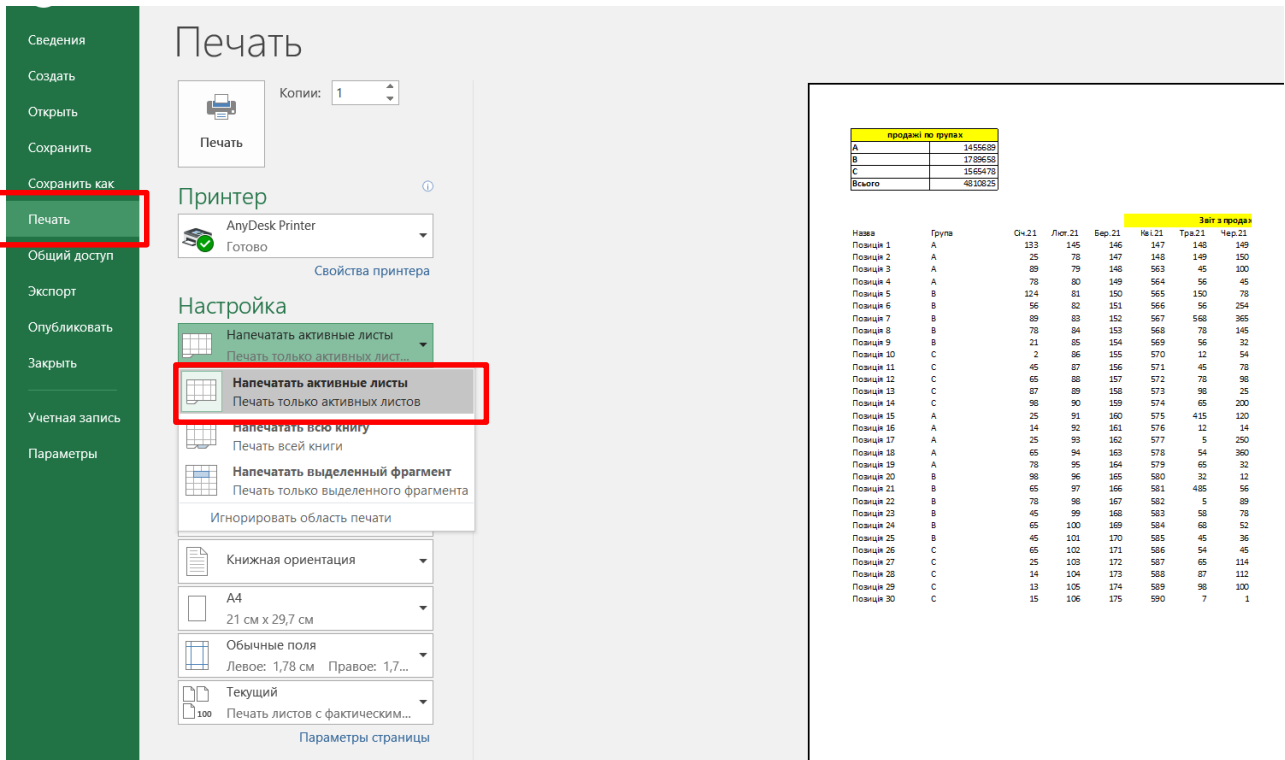 Сведения
Создать
Открыть
Сохранить
Сохранить как
Печать
Общий доступ
Экспорт
Опубликовать
Закрыть
Учетная запись
Параметры
Печать
Копии: 1
Печать
Принтер
AnyDesk Printer
Готово
Свойства принтера
Настройка
Напечатать активные листы
Печать только активных лист...
Напечатать активные листы
Печать только активных листов
Напечатать всю книгу
Печать всей книги
Напечатать выделенный фрагмент
Печать только выделенного фрагмента
Игнорировать область печати
Книжная ориентация
A4
21 см x 29,7 см
Обычные поля
Левое: 1,78 см Правое: 1,7...
Текущий
100 Печать листов с фактическим...
Параметры страницы
продажі по групах
A 1455689
B 1789658
C 1565478
Всього 4810825
Звіт з продаж
Назва Група Січ.21 Лют.21 Бер.21 Кві.21 Тра.21 Чер.21
Позиція 1 A 133 145 146 147 148 149
Позиція 2 A 25 78 147 148 149 150
Позиція 3 A 89 79 148 563 45 100
Позиція 4 A 78 80 149 564 56 45
Позиція 5 B 124 81 150 565 150 78
Позиція 6 B 56 82 151 566 56 254
Позиція 7 B 89 83 152 567 568 365
Позиція 8 B 78 84 153 568 78 145
Позиція 9 B 21 85 154 569 56 32
Позиція 10 C 2 86 155 570 12 54
Позиція 11 C 45 87 156 571 45 78
Позиція 12 C 65 88 157 572 78 98
Позиція 13 C 87 89 158 573 98 25
Позиція 14 C 98 90 159 574 65 200
Позиція 15 A 25 91 160 575 415 120
Позиція 16 A 14 92 161 576 12 14
Позиція 17 A 25 93 162 577 5 250
Позиція 18 A 65 94 163 578 54 360
Позиція 19 A 78 95 164 579 65 32
Позиція 20 B 98 96 165 580 32 12
Позиція 21 B 65 97 166 581 485 56
Позиція 22 B 78 98 167 582 5 89
Позиція 23 B 45 99 168 583 58 78
Позиція 24 B 65 100 169 584 68 52
Позиція 25 B 45 101 170 585 45 36
Позиція 26 C 65 102 171 586 54 45
Позиція 27 C 25 103 172 587 65 114
Позиція 28 C 14 104 173 588 87 112
Позиція 29 C 13 105 174 589 98 100
Позиція 30 C 15 106 175 590 7 1